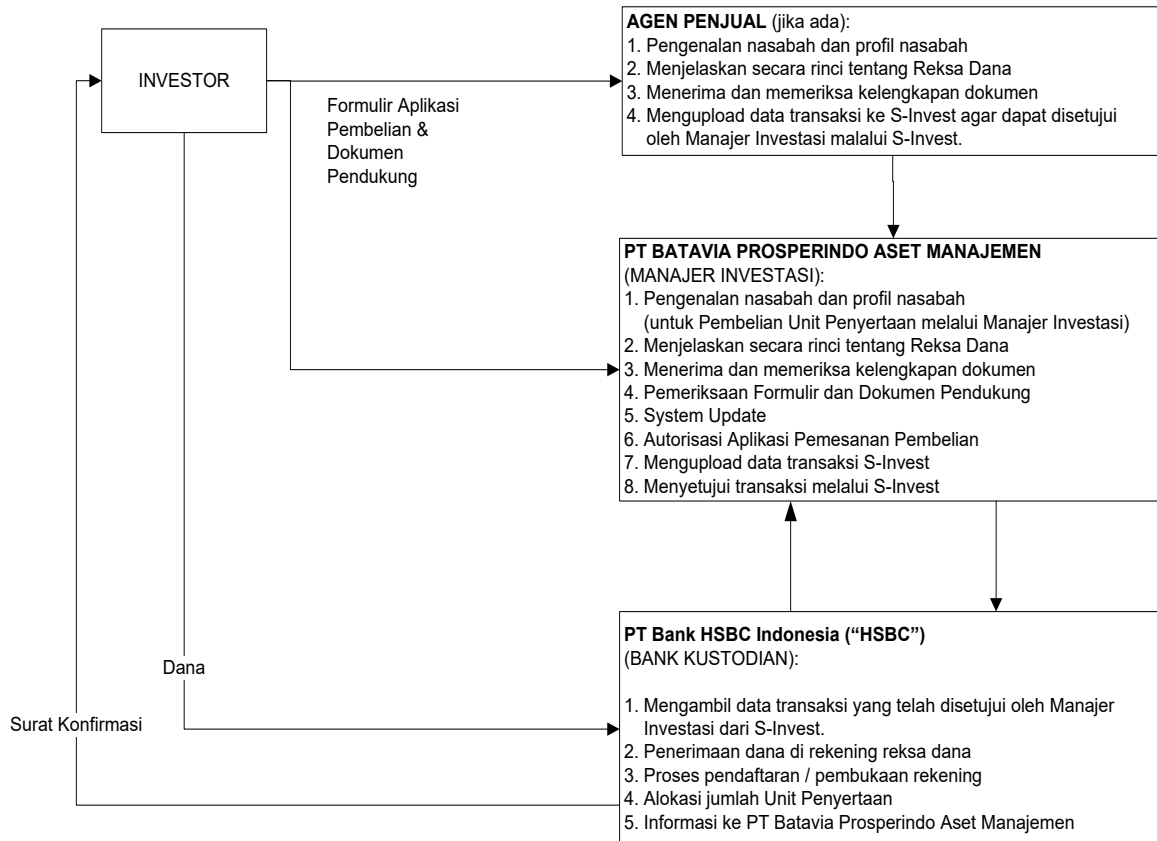 INVESTOR
Formulir Aplikasi
Pembelian &
Dokumen
Pendukung
AGEN PENJUAL (jika ada):
1. Pengenalan nasabah dan profil nasabah
2. Menjelaskan secara rinci tentang Reksa Dana
3. Menerima dan memeriksa kelengkapan dokumen
4. Mengupload data transaksi ke S-Invest agar dapat disetujui
oleh Manajer Investasi malalui S-Invest.
PT BATAVIA PROSPERINDO ASET MANAJEMEN
(MANAJER INVESTASI):
1. Pengenalan nasabah dan profil nasabah
(untuk Pembelian Unit Penyertaan melalui Manajer Investasi)
2. Menjelaskan secara rinci tentang Reksa Dana
3. Menerima dan memeriksa kelengkapan dokumen
4. Pemeriksaan Formulir dan Dokumen Pendukung
5. System Update
6. Autorisasi Aplikasi Pemesanan Pembelian
7. Mengupload data transaksi S-Invest
8. Menyetujui transaksi melalui S-Invest
Dana
Surat Konfirmasi
PT Bank HSBC Indonesia (“HSBC”)
(BANK KUSTODIAN):
1. Mengambil data transaksi yang telah disetujui oleh Manajer
Investasi dari S-Invest.
2. Penerimaan dana di rekening reksa dana
3. Proses pendaftaran / pembukaan rekening
4. Alokasi jumlah Unit Penyertaan
5. Informasi ke PT Batavia Prosperindo Aset Manajemen